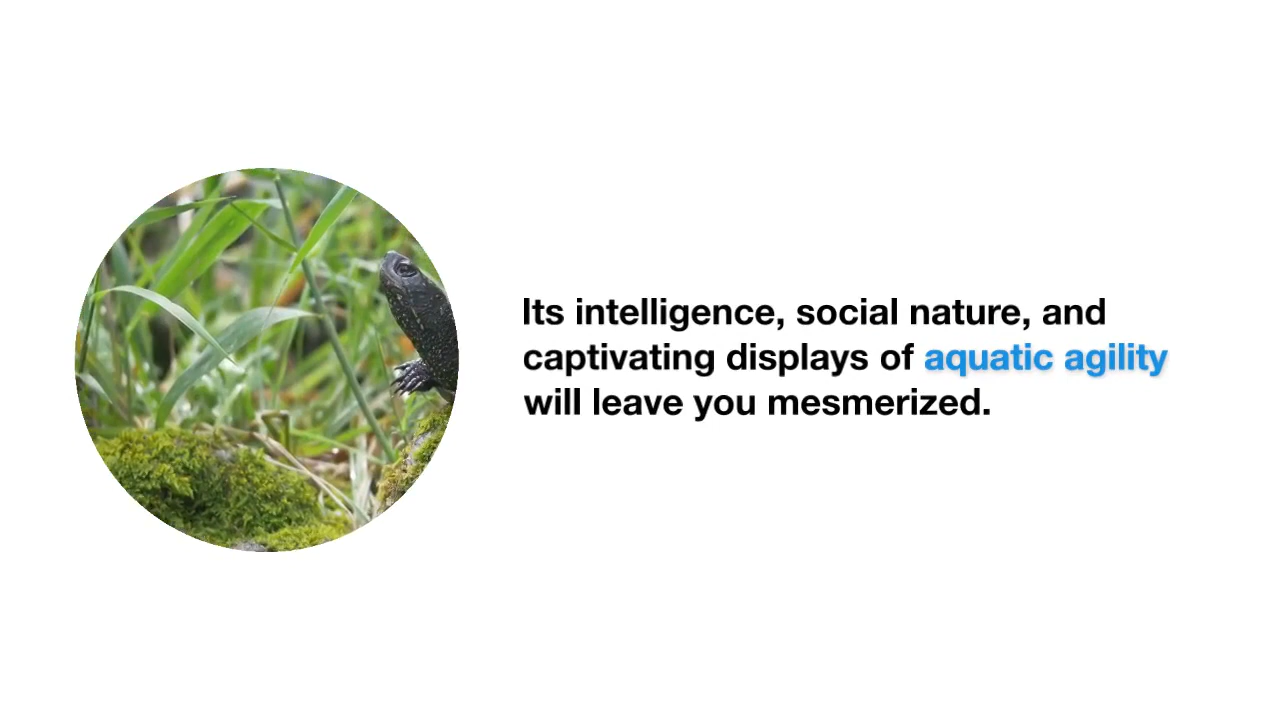 Its intelligence, social nature, and
captivating displays of aquatic agility
will leave you mesmerized.